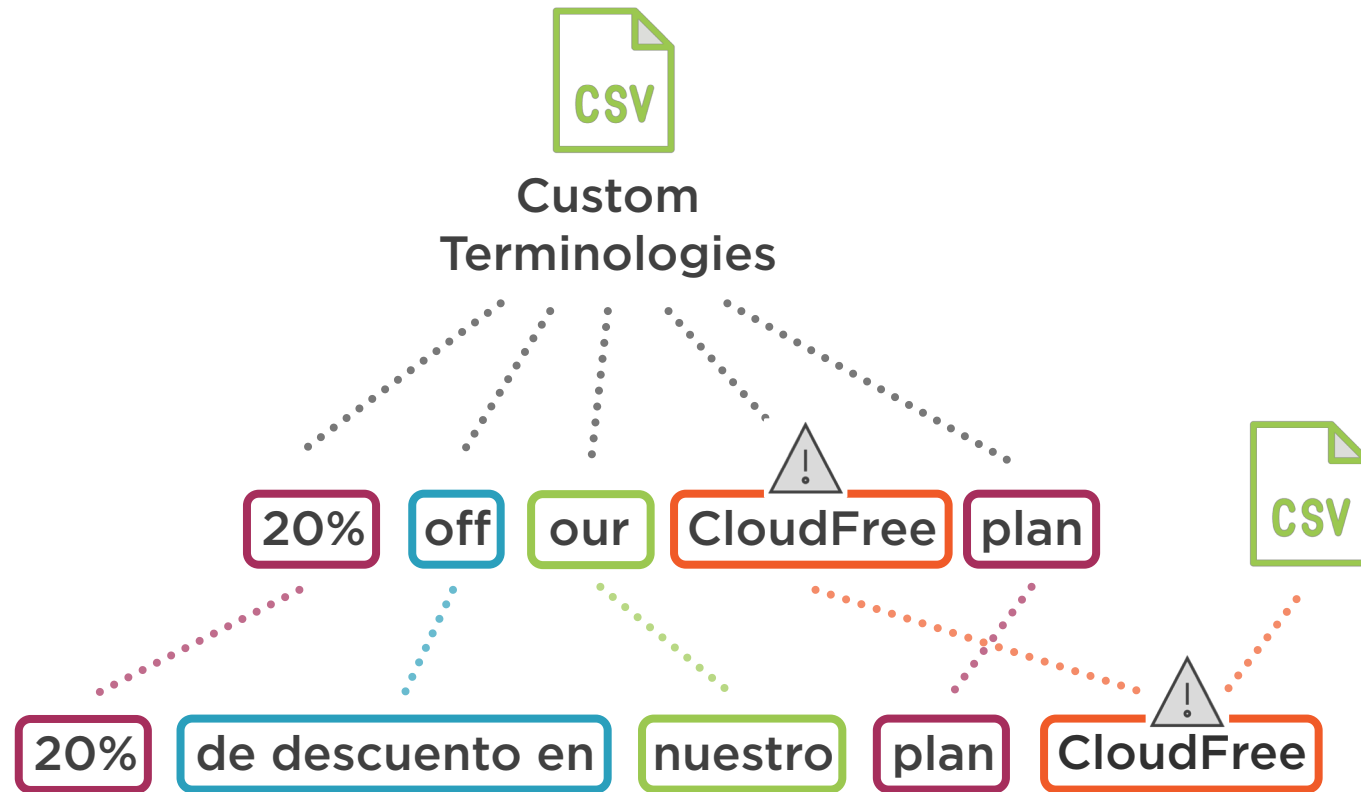 CSV
Custom
Terminologies
20% off our CloudFree plan
CSV
20% de descuento en nuestro plan CloudFree